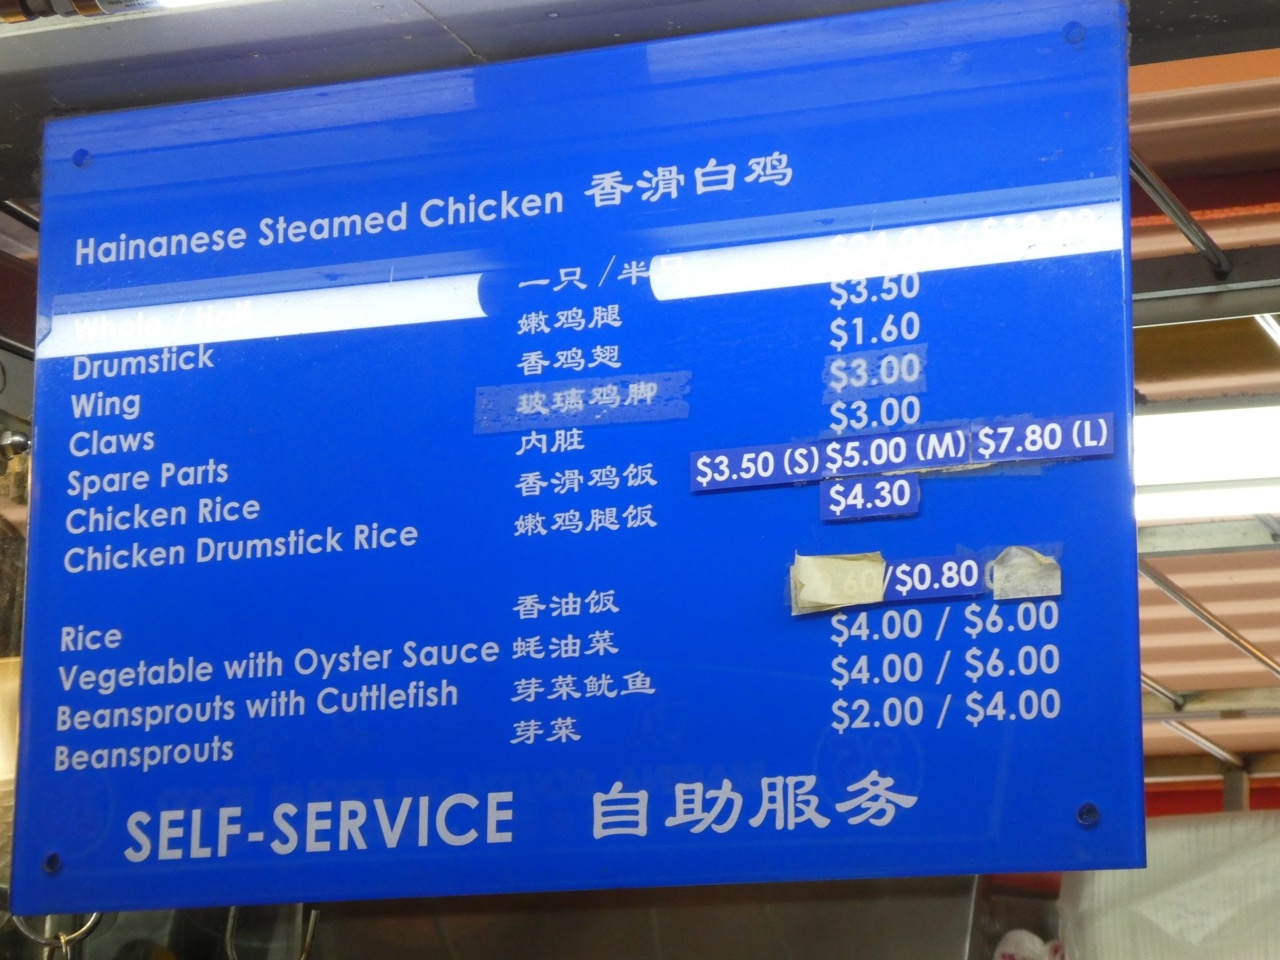 Hainanese Steamed Chicken 香滑白鸡
Whole / Half 一只 / 半只
Drumstick 嫩鸡腿 $3.50
Wing 香鸡翅 $1.60
Claws 玻璃鸡脚 $3.00
Spare Parts 内脏 $3.00
Chicken Rice 香滑鸡饭 $3.50 (S) $5.00 (M) $7.80 (L)
Chicken Drumstick Rice 嫩鸡腿饭 $4.30
Rice 香油饭 /$0.80
Vegetable with Oyster Sauce 蚝油菜 $4.00 / $6.00
Beansprouts with Cuttlefish 芽菜鱿鱼 $4.00 / $6.00
Beansprouts 芽菜 $2.00 / $4.00
SELF-SERVICE 自助服务